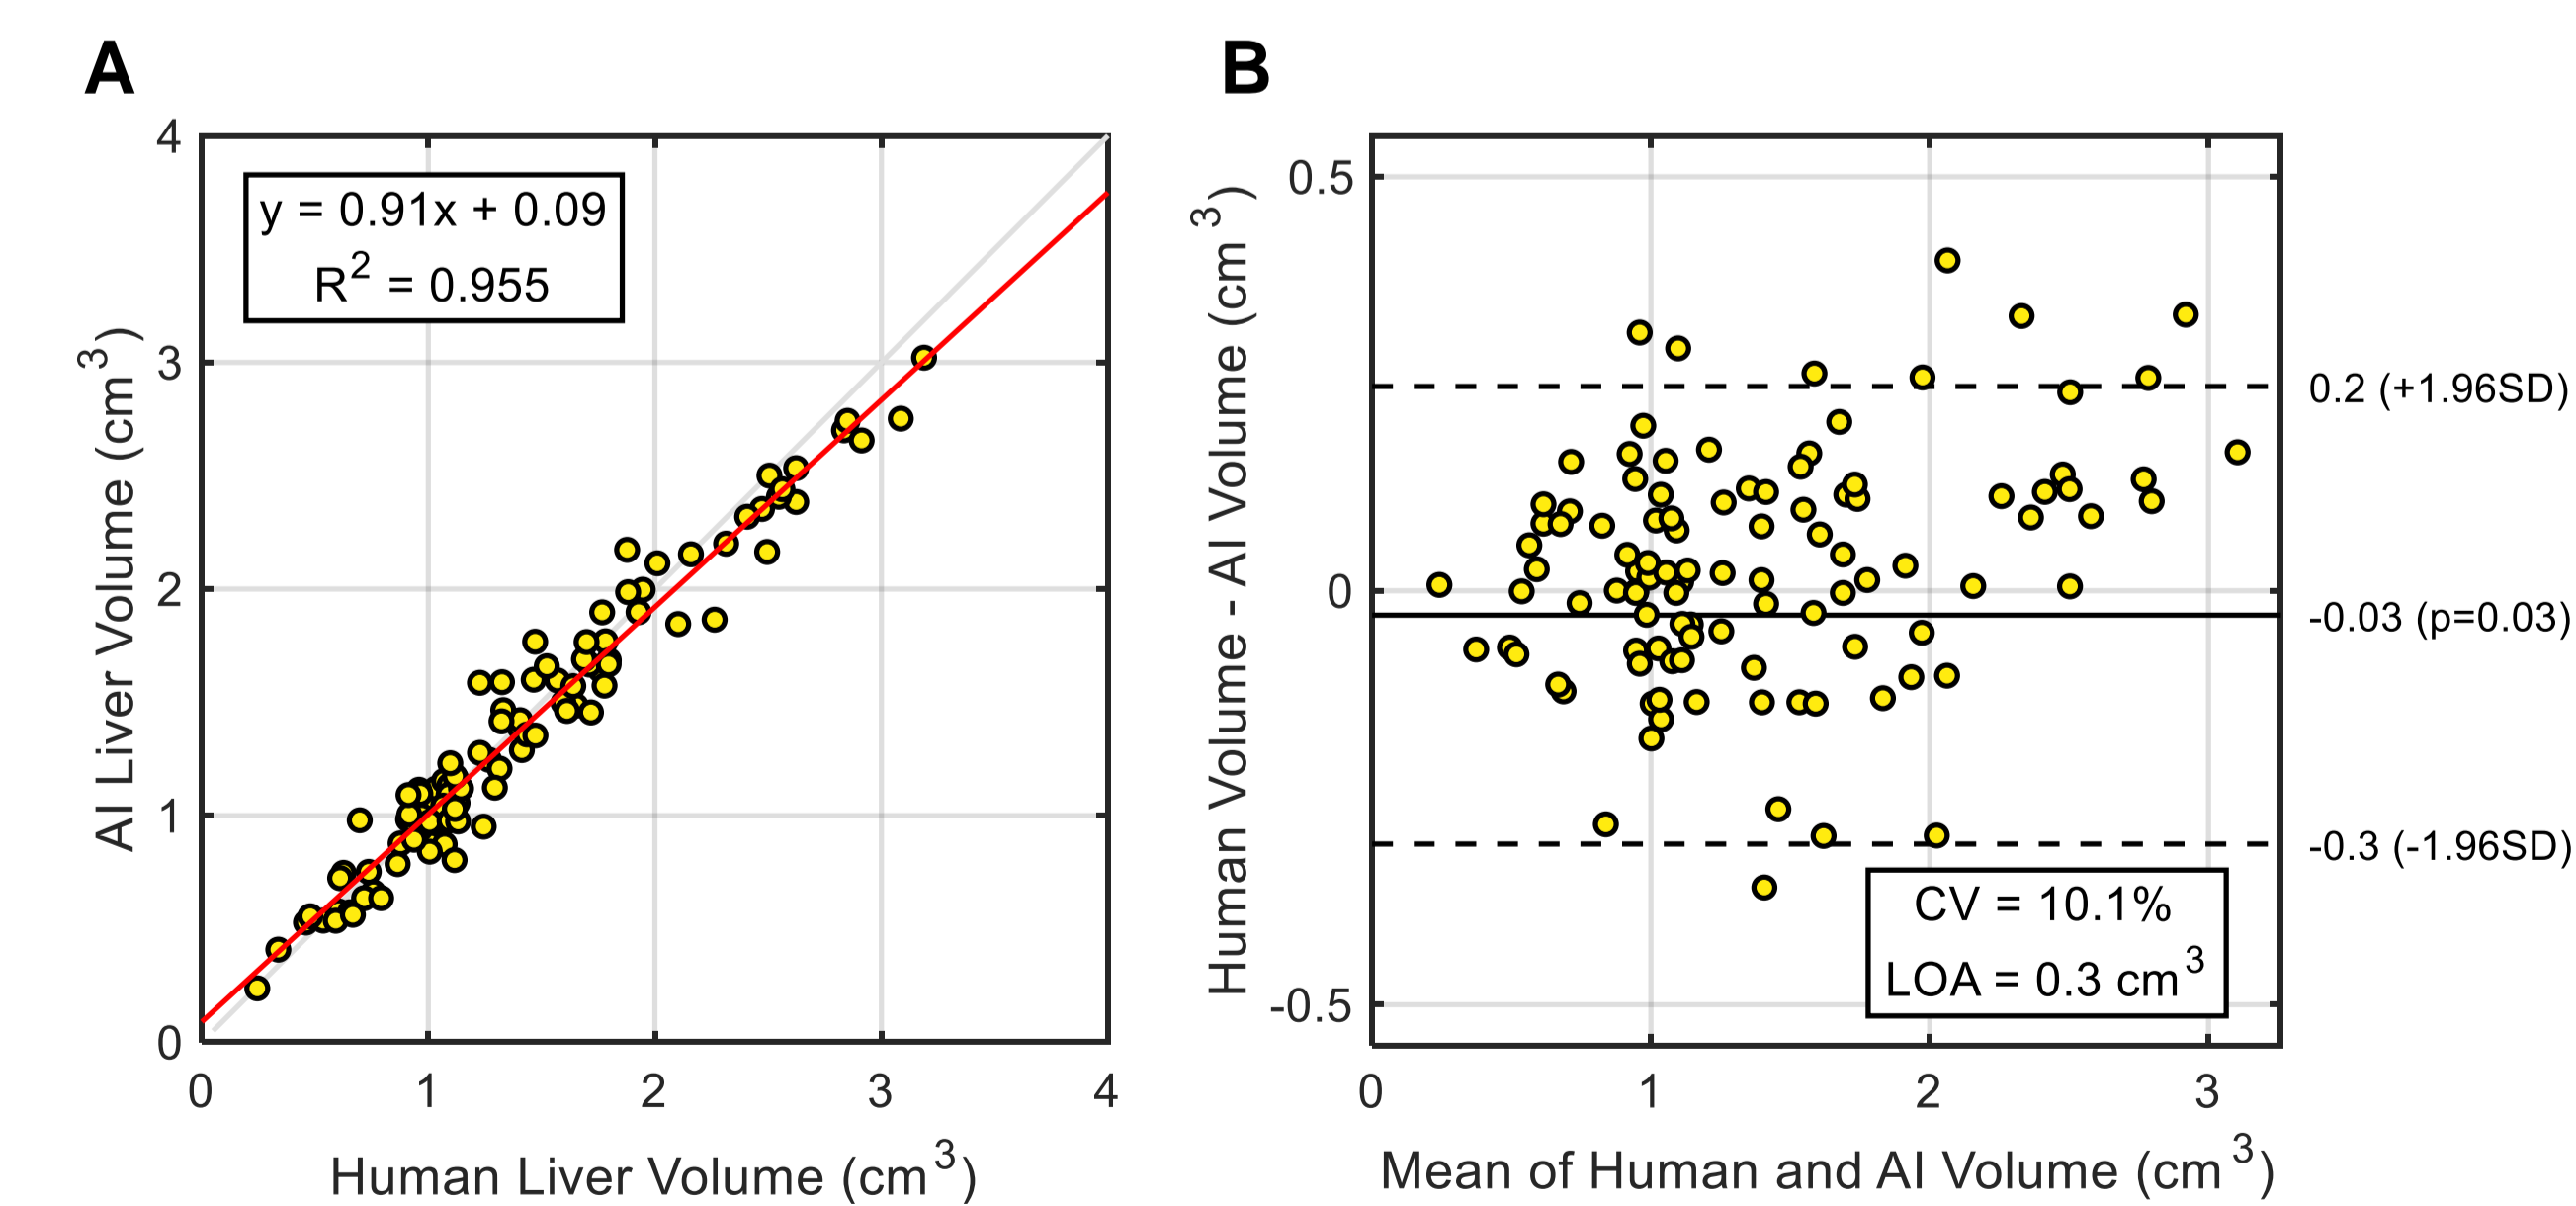 A
AI Liver Volume (cm³)
4
3
2
1
0
y = 0.91x + 0.09
R² = 0.955
0 1 2 3 4
Human Liver Volume (cm³)
B
Human Volume - AI Volume (cm³)
0.5
0
-0.5
0.2 (+1.96SD)
-0.03 (p=0.03)
-0.3 (-1.96SD)
CV = 10.1%
LOA = 0.3 cm³
0 1 2 3
Mean of Human and AI Volume (cm³)